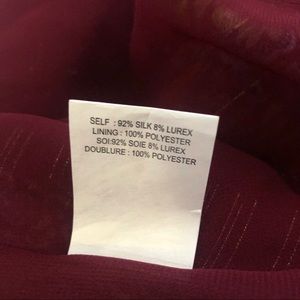 SELF : 92% SILK 8% LUREX
LINING : 100% POLYESTER
SOI:92% SOIE 8% LUREX
DOUBLURE : 100% POLYESTER